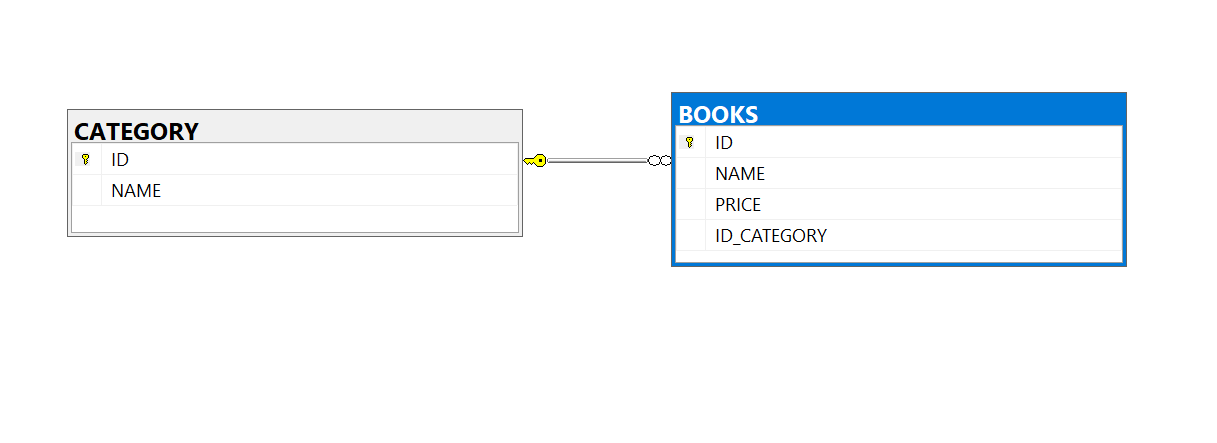 CATEGORY
ID
NAME
BOOKS
ID
NAME
PRICE
ID_CATEGORY